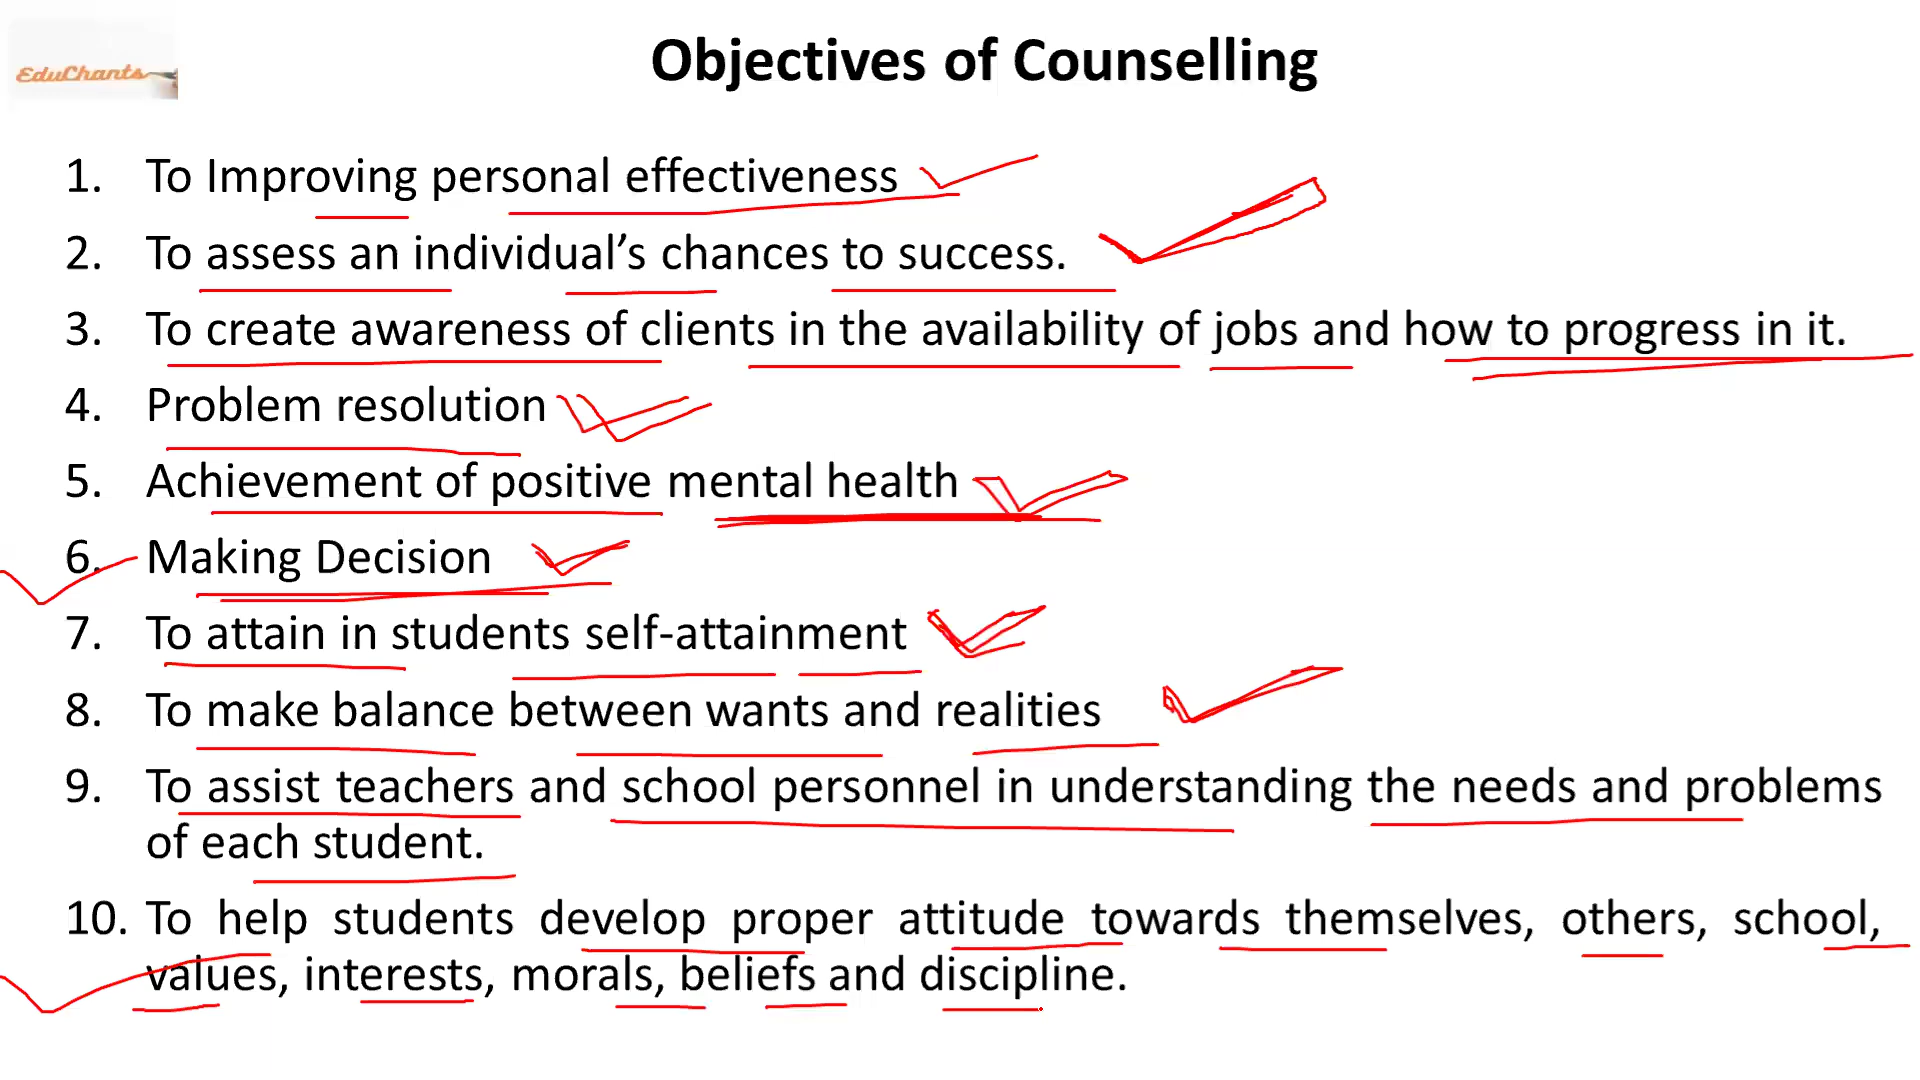 EduChants
Objectives of Counselling
1. To Improving personal effectiveness
2. To assess an individual’s chances to success.
3. To create awareness of clients in the availability of jobs and how to progress in it.
4. Problem resolution
5. Achievement of positive mental health
6. Making Decision
7. To attain in students self-attainment
8. To make balance between wants and realities
9. To assist teachers and school personnel in understanding the needs and problems
of each student.
10. To help students develop proper attitude towards themselves, others, school,
values, interests, morals, beliefs and discipline.